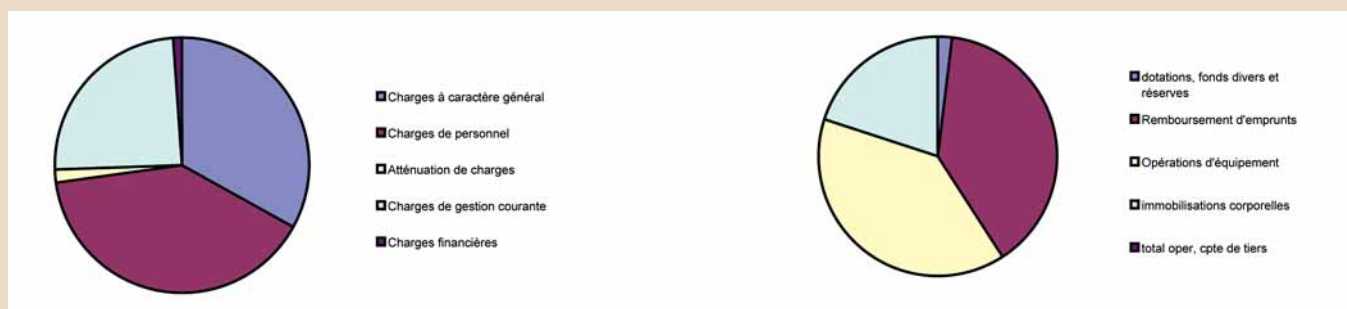 Charges à caractère général
Charges de personnel
Atténuation de charges
Charges de gestion courante
Charges financières
dotations, fonds divers et
réserves
Remboursement d'emprunts
Opérations d'équipement
immobilisations corporelles
total oper, cpte de tiers